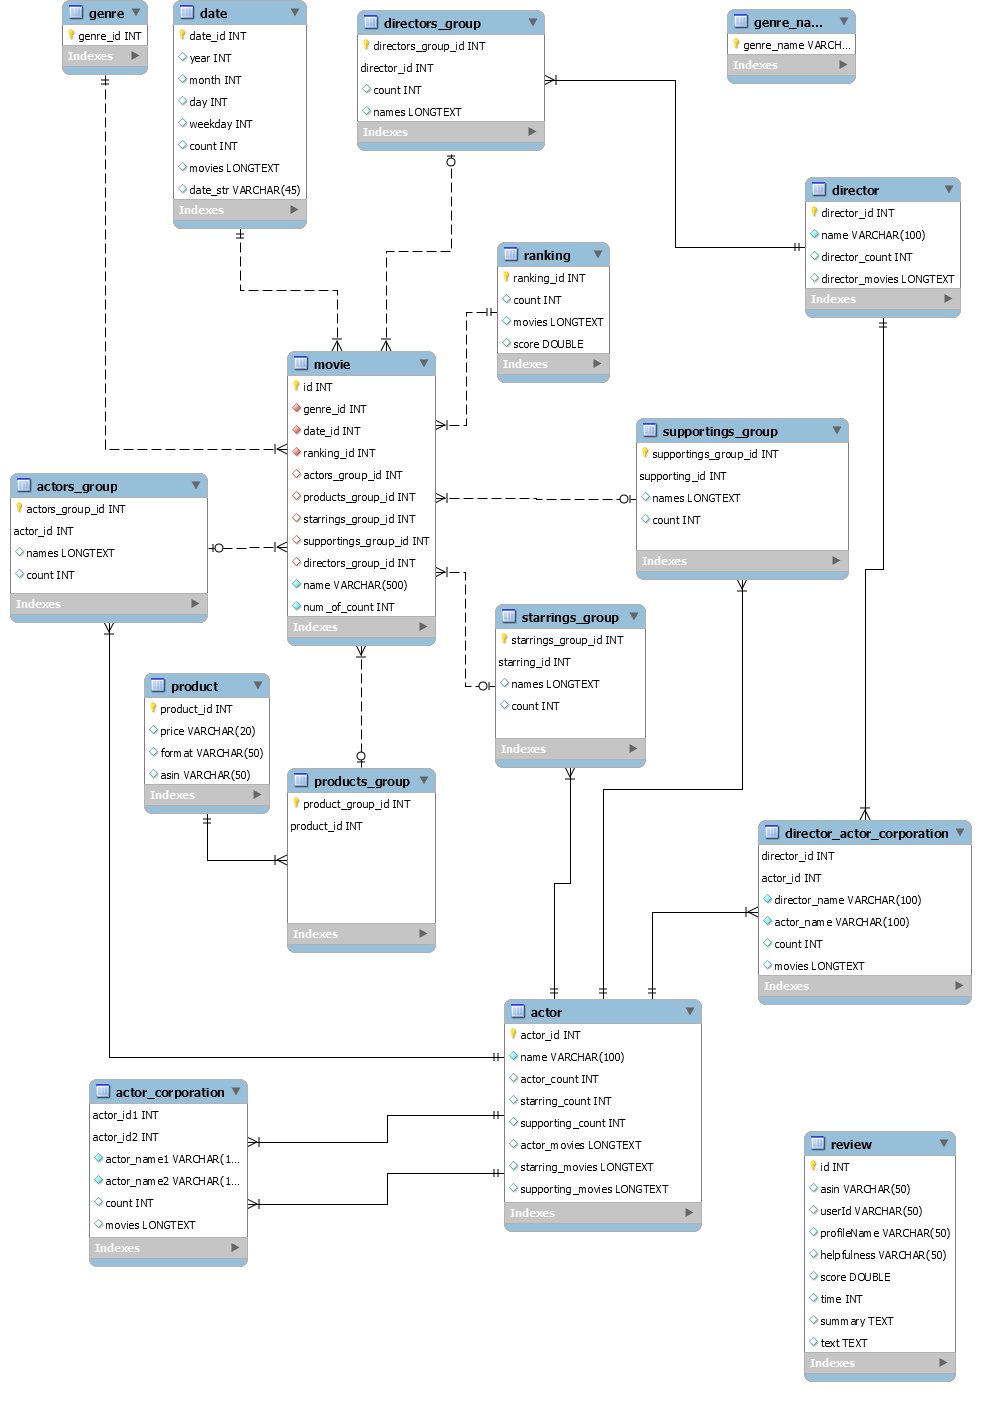 genre
genre_id INT
Indexes
date
date_id INT
year INT
month INT
day INT
weekday INT
count INT
movies LONGTEXT
date_str VARCHAR(45)
Indexes
directors_group
directors_group_id INT
director_id INT
count INT
names LONGTEXT
Indexes
genre_na...
genre_name VARCH...
Indexes
director
director_id INT
name VARCHAR(100)
director_count INT
director_movies LONGTEXT
Indexes
ranking
ranking_id INT
count INT
movies LONGTEXT
score DOUBLE
Indexes
movie
id INT
genre_id INT
date_id INT
ranking_id INT
actors_group_id INT
products_group_id INT
starrings_group_id INT
supportings_group_id INT
directors_group_id INT
name VARCHAR(500)
num_of_count INT
Indexes
supportings_group
supportings_group_id INT
supporting_id INT
names LONGTEXT
count INT
Indexes
actors_group
actors_group_id INT
actor_id INT
names LONGTEXT
count INT
Indexes
starrings_group
starrings_group_id INT
starring_id INT
names LONGTEXT
count INT
Indexes
product
product_id INT
price VARCHAR(20)
format VARCHAR(50)
asin VARCHAR(50)
Indexes
products_group
product_group_id INT
product_id INT
Indexes
director_actor_corporation
director_id INT
actor_id INT
director_name VARCHAR(100)
actor_name VARCHAR(100)
count INT
movies LONGTEXT
Indexes
actor
actor_id INT
name VARCHAR(100)
actor_count INT
starring_count INT
supporting_count INT
actor_movies LONGTEXT
starring_movies LONGTEXT
supporting_movies LONGTEXT
Indexes
actor_corporation
actor_id1 INT
actor_id2 INT
actor_name1 VARCHAR(1...
actor_name2 VARCHAR(1...
count INT
movies LONGTEXT
Indexes
review
id INT
asin VARCHAR(50)
userId VARCHAR(50)
profileName VARCHAR(50)
helpfulness VARCHAR(50)
score DOUBLE
time INT
summary TEXT
text TEXT
Indexes